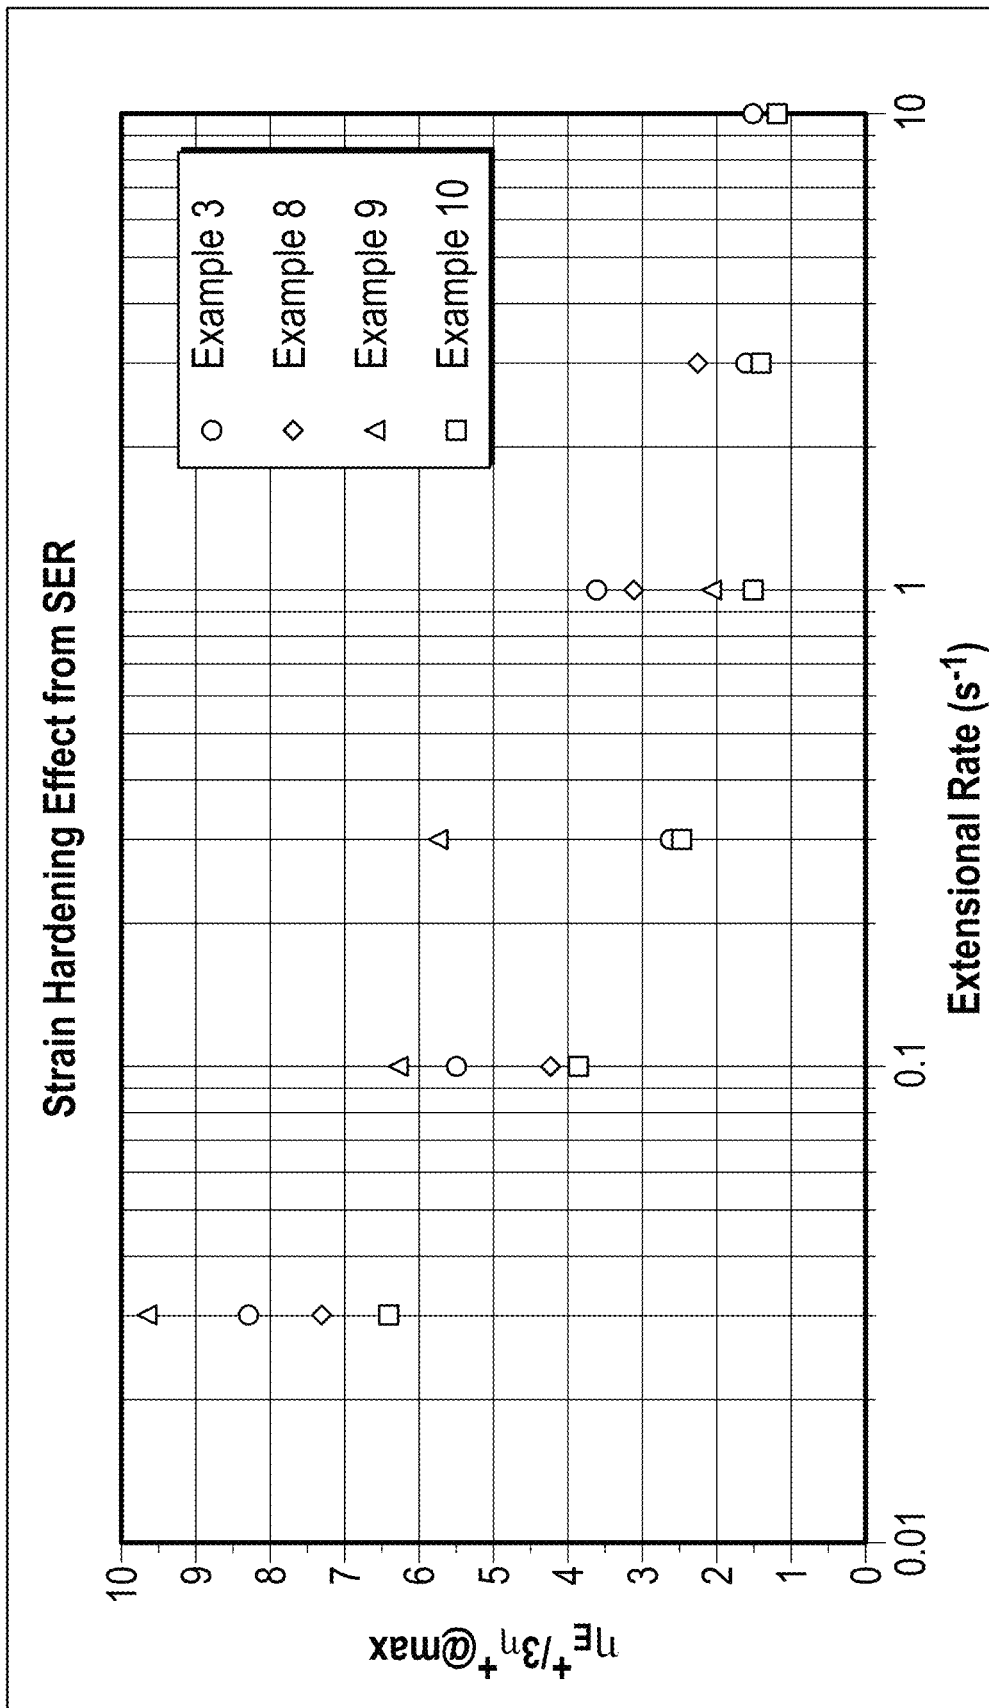 Strain Hardening Effect from SER
η_E⁺/3η⁺@max
10
9
8
7
6
5
4
3
2
1
0
Example 3
Example 8
Example 9
Example 10
0.01
0.1
1
10
Extensional Rate (s⁻¹)